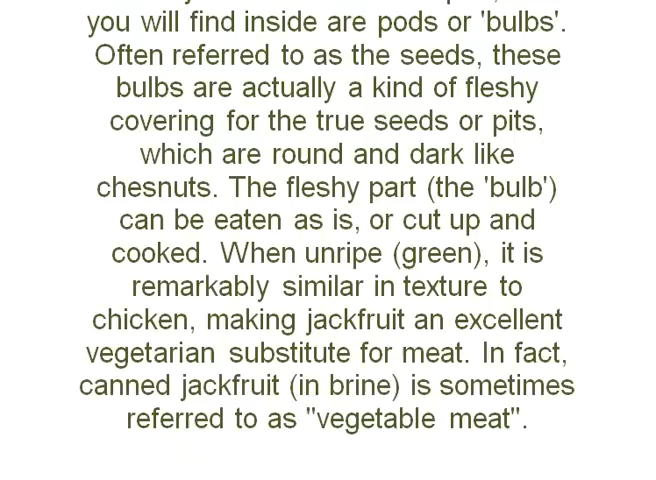 you will find inside are pods or 'bulbs'.
Often referred to as the seeds, these
bulbs are actually a kind of fleshy
covering for the true seeds or pits,
which are round and dark like
chesnuts. The fleshy part (the 'bulb')
can be eaten as is, or cut up and
cooked. When unripe (green), it is
remarkably similar in texture to
chicken, making jackfruit an excellent
vegetarian substitute for meat. In fact,
canned jackfruit (in brine) is sometimes
referred to as "vegetable meat".